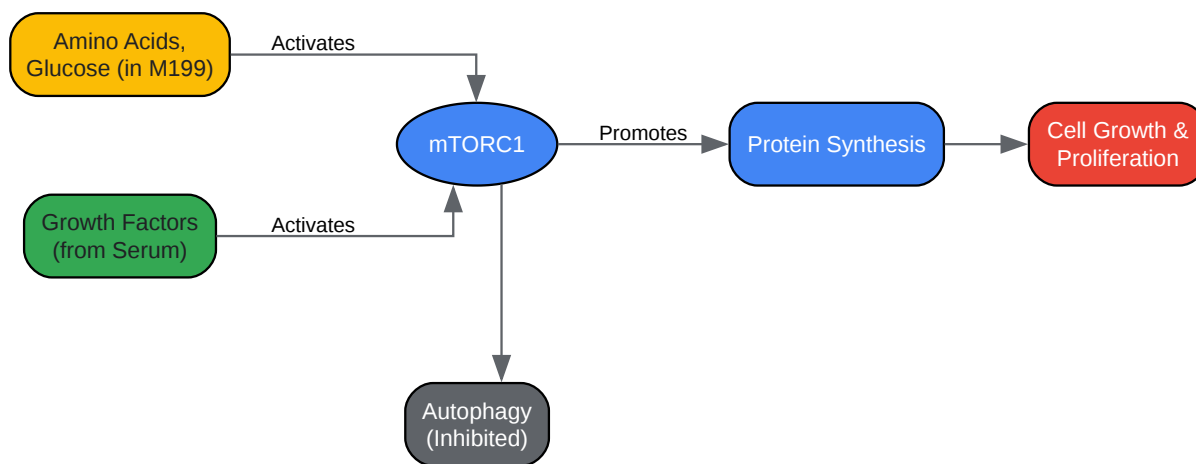 Amino Acids,
Glucose (in M199)
Activates
mTORC1
Promotes
Protein Synthesis
Cell Growth &
Proliferation
Growth Factors
(from Serum)
Activates
Autophagy
(Inhibited)